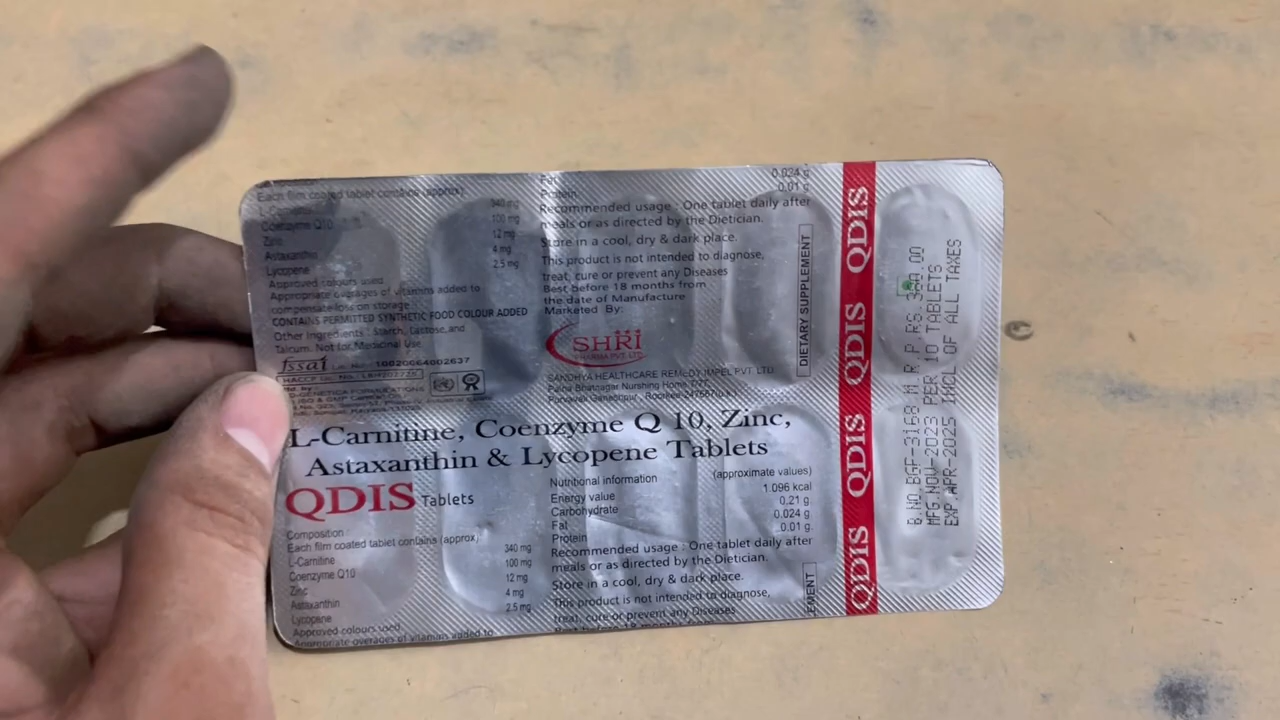 Each film coated tablet contains approx)
L-Carnitine 340 mg
Coenzyme Q10 100 mg
Zinc 12 mg
Astaxanthin 4 mg
Lycopene 2.5 mg
Approved colours used
Appropriate overages of vitamins added to
compensate loss on storage
CONTAINS PERMITTED SYNTHETIC FOOD COLOUR ADDED
Other Ingredients : Starch, Lactose, and
Talcum. Not for Medicinal Use
fssai Lic. No.: 10020064002637
Fat 0.024 g
Protein 0.01 g
Recommended usage : One tablet daily after
meals or as directed by the Dietician.
Store in a cool, dry & dark place.
This product is not intended to diagnose,
treat, cure or prevent any Diseases
Best before 18 months from
the date of Manufacture
Marketed By:
SHRI
PHARMA PVT. LTD.
SANDHYA HEALTHCARE REMEDY IMPEL PVT. LTD.
DIETARY SUPPLEMENT
L-Carnitine, Coenzyme Q 10, Zinc,
Astaxanthin & Lycopene Tablets
QDIS Tablets
Composition :
Each film coated tablet contains (approx)
L-Carnitine 340 mg
Coenzyme Q10 100 mg
Zinc 12 mg
Astaxanthin 4 mg
Lycopene 2.5 mg
Approved colours used
Appropriate overages of vitamins added to
Nutritional information (approximate values)
Energy value 1.096 kcal
Carbohydrate 0.21 g
Fat 0.024 g
Protein 0.01 g
Recommended usage : One tablet daily after
meals or as directed by the Dietician.
Store in a cool, dry & dark place.
This product is not intended to diagnose,
treat, cure or prevent any Diseases
QDIS QDIS QDIS QDIS
B.NO.BGF-3168 M.R.P.RS. .00
MFG.NOV-2023 PER 10 TABLETS
EXP.APR-2025 INCL OF ALL TAXES